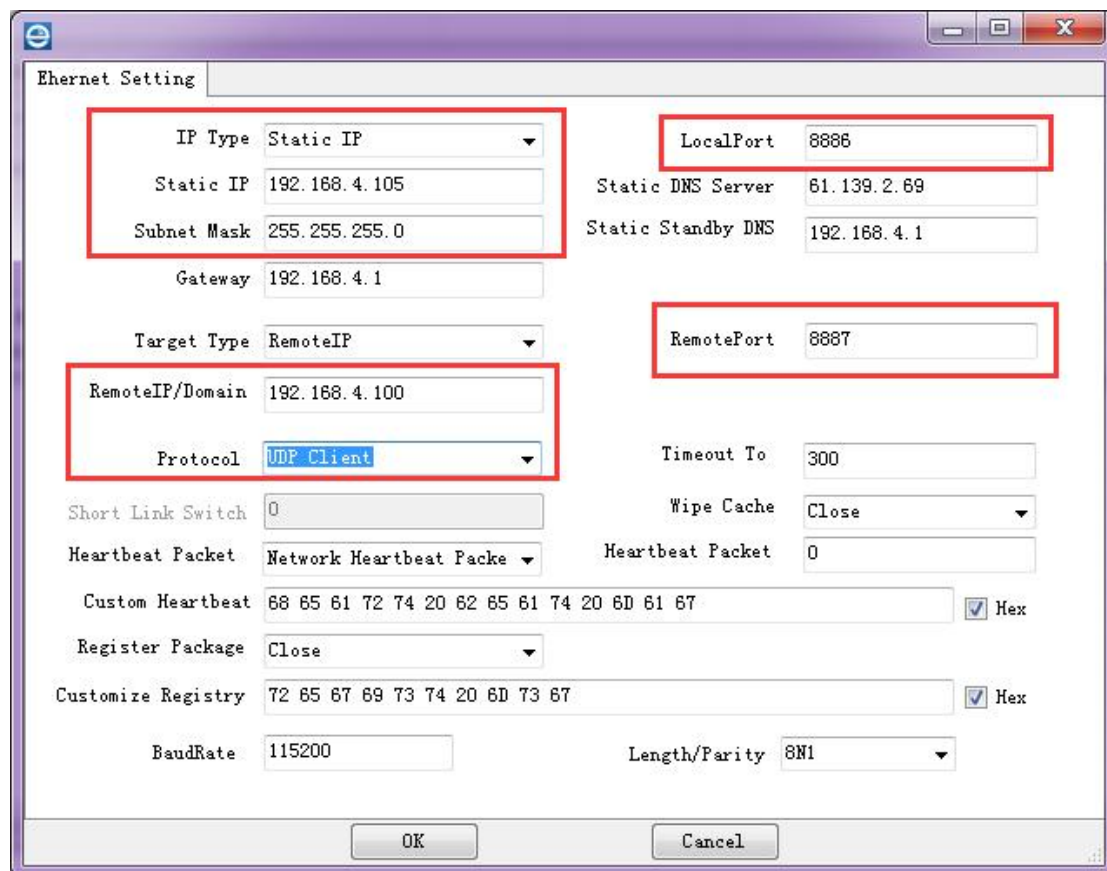 Ehernet Setting
IP Type Static IP
LocalPort 8886
Static IP 192.168.4.105
Static DNS Server 61.139.2.69
Subnet Mask 255.255.255.0
Static Standby DNS 192.168.4.1
Gateway 192.168.4.1
Target Type RemoteIP
RemotePort 8887
RemoteIP/Domain 192.168.4.100
Protocol UDP Client
Timeout To 300
Short Link Switch 0
Wipe Cache Close
Heartbeat Packet Network Heartbeat Packe
Heartbeat Packet 0
Custom Heartbeat 68 65 61 72 74 20 62 65 61 74 20 6D 61 67
Hex
Register Package Close
Customize Registry 72 65 67 69 73 74 20 6D 73 67
Hex
BaudRate 115200
Length/Parity 8N1
OK
Cancel